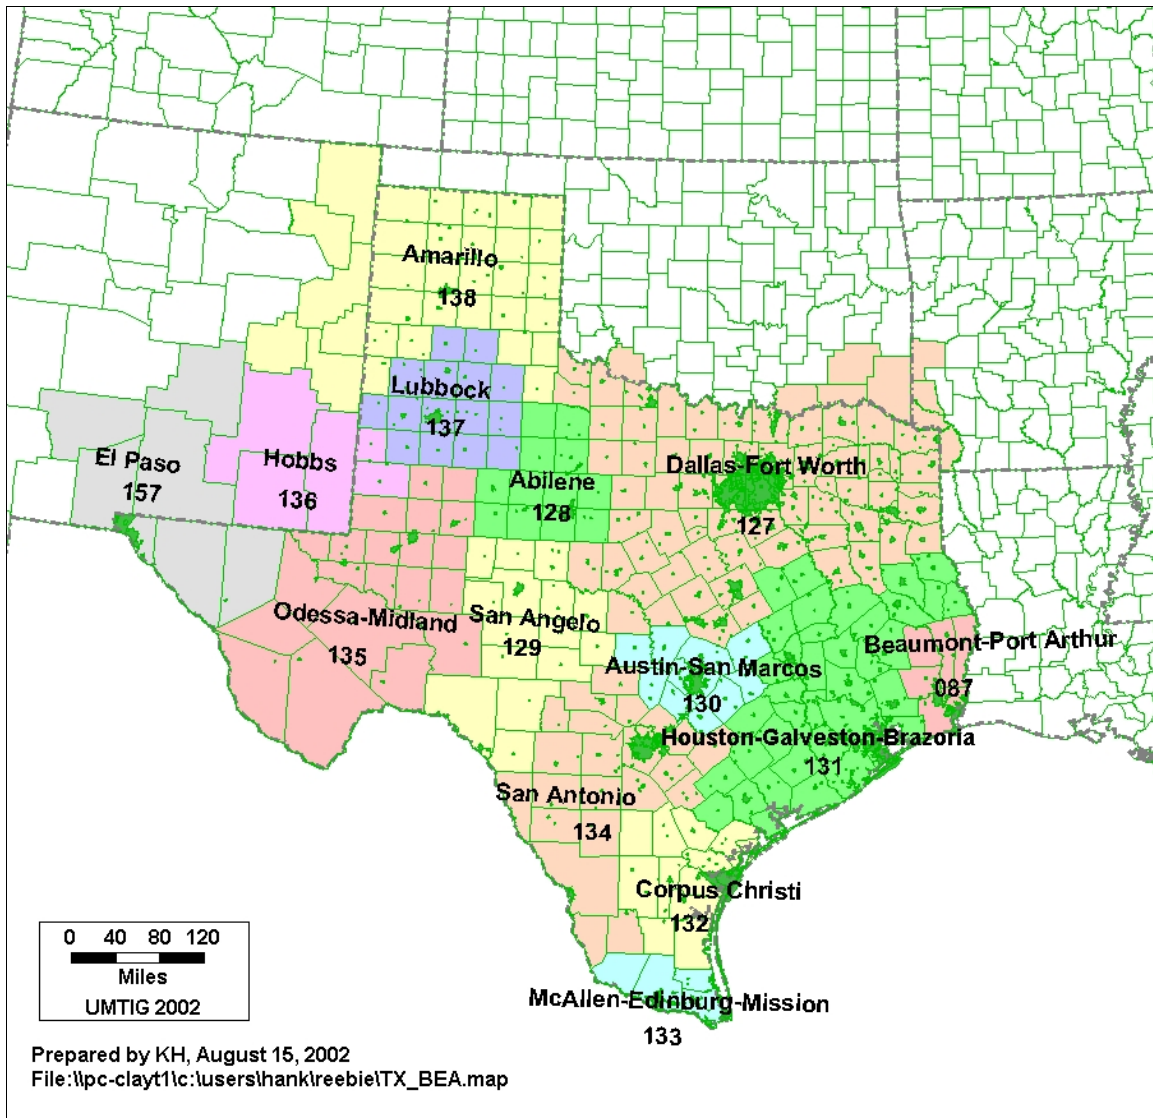 Amarillo
138
Lubbock
137
El Paso
157
Hobbs
136
Abilene
128
Dallas-Fort Worth
127
Odessa-Midland
135
San Angelo
129
Austin-San Marcos
130
Beaumont-Port Arthur
087
Houston-Galveston-Brazoria
131
San Antonio
134
Corpus Christi
132
McAllen-Edinburg-Mission
133
0 40 80 120
Miles
UMTIG 2002
Prepared by KH, August 15, 2002
File:\\pc-clayt1\c:\users\hank\reebie\TX_BEA.map